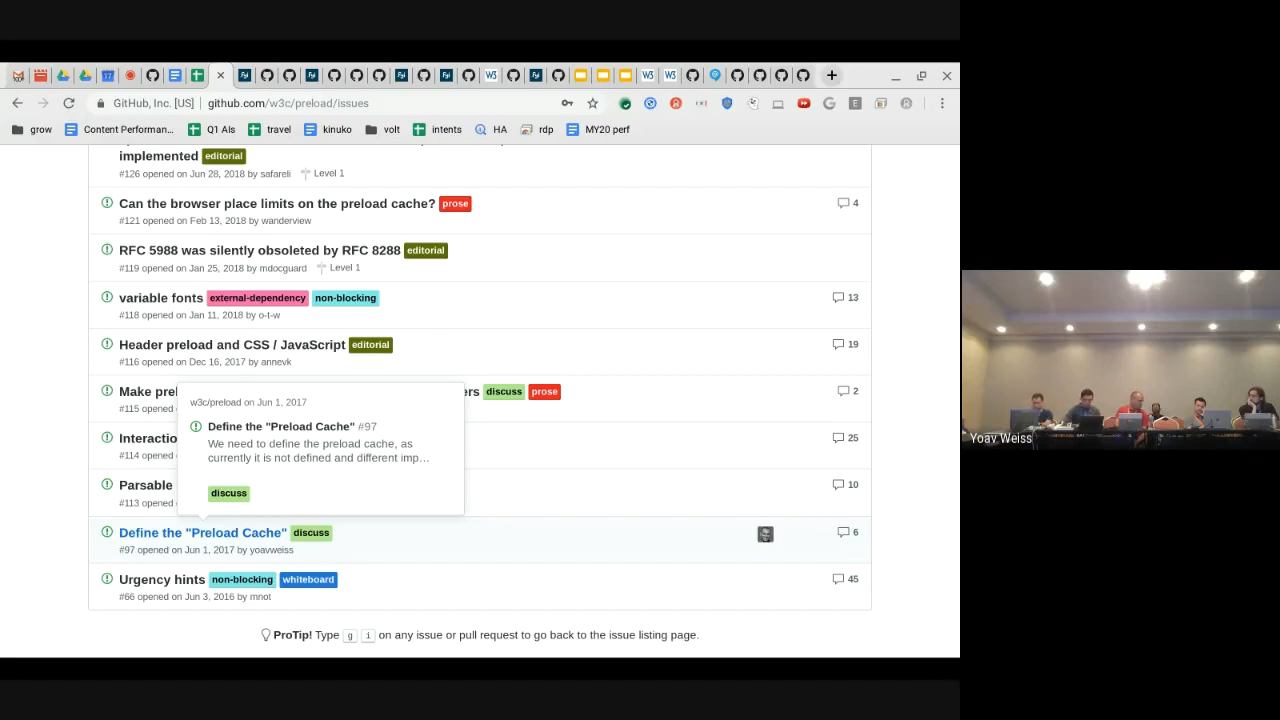 GitHub, Inc. [US]
github.com/w3c/preload/issues
grow
Content Performan...
Q1 AIs
travel
kinuko
volt
intents
HA
rdp
MY20 perf
implemented editorial
#126 opened on Jun 28, 2018 by safareli Level 1
Can the browser place limits on the preload cache? prose 4
#121 opened on Feb 13, 2018 by wanderview
RFC 5988 was silently obsoleted by RFC 8288 editorial
#119 opened on Jan 25, 2018 by mdocguard Level 1
variable fonts external-dependency non-blocking 13
#118 opened on Jan 11, 2018 by o-t-w
Header preload and CSS / JavaScript editorial 19
#116 opened on Dec 16, 2017 by annevk
Make pre ers discuss prose 2
#115 opened
Interactio 25
#114 opened
Parsable 10
#113 opened
w3c/preload on Jun 1, 2017
Define the "Preload Cache" #97
We need to define the preload cache, as
currently it is not defined and different imp...
discuss
Define the "Preload Cache" discuss 6
#97 opened on Jun 1, 2017 by yoavweiss
Urgency hints non-blocking whiteboard 45
#66 opened on Jun 3, 2016 by mnot
ProTip! Type g i on any issue or pull request to go back to the issue listing page.
Yoav Weiss